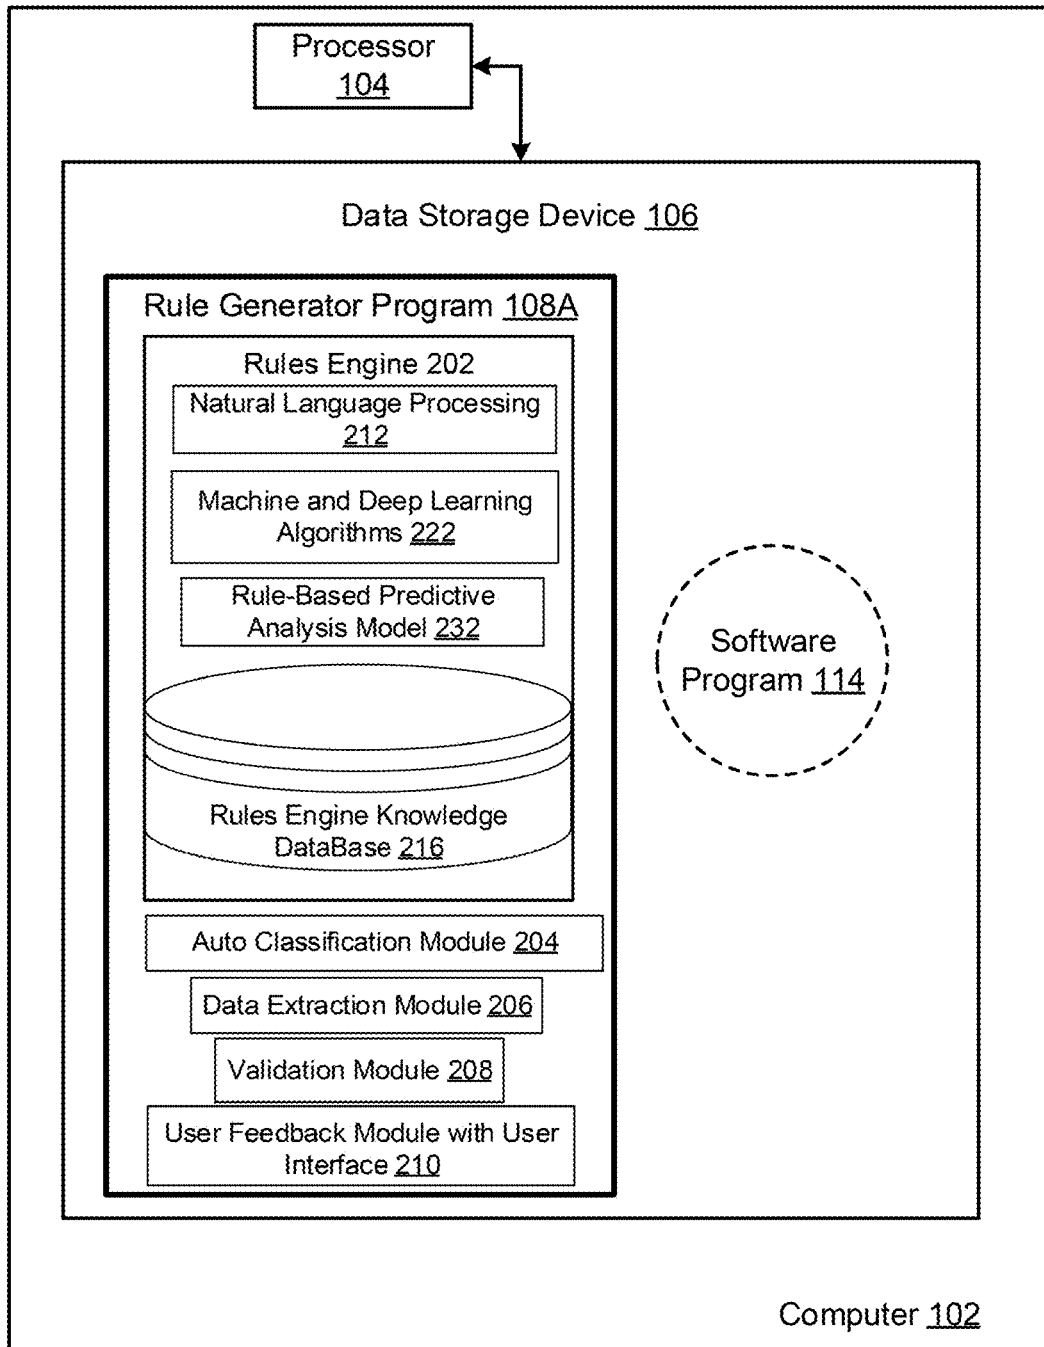 Processor
104
Data Storage Device 106
Rule Generator Program 108A
Rules Engine 202
Natural Language Processing
212
Machine and Deep Learning
Algorithms 222
Rule-Based Predictive
Analysis Model 232
Rules Engine Knowledge
DataBase 216
Auto Classification Module 204
Data Extraction Module 206
Validation Module 208
User Feedback Module with User
Interface 210
Software
Program 114
Computer 102